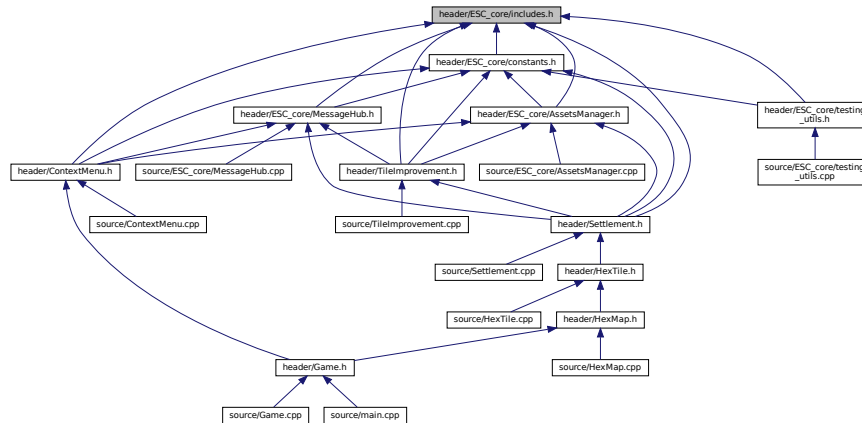 header/ESC_core/includes.h
header/ESC_core/constants.h
header/ESC_core/MessageHub.h
header/ESC_core/AssetsManager.h
header/ESC_core/testing
_utils.h
header/ContextMenu.h
source/ESC_core/MessageHub.cpp
header/TileImprovement.h
source/ESC_core/AssetsManager.cpp
source/ESC_core/testing
_utils.cpp
source/ContextMenu.cpp
source/TileImprovement.cpp
header/Settlement.h
source/Settlement.cpp
header/HexTile.h
source/HexTile.cpp
header/HexMap.h
header/Game.h
source/HexMap.cpp
source/Game.cpp
source/main.cpp